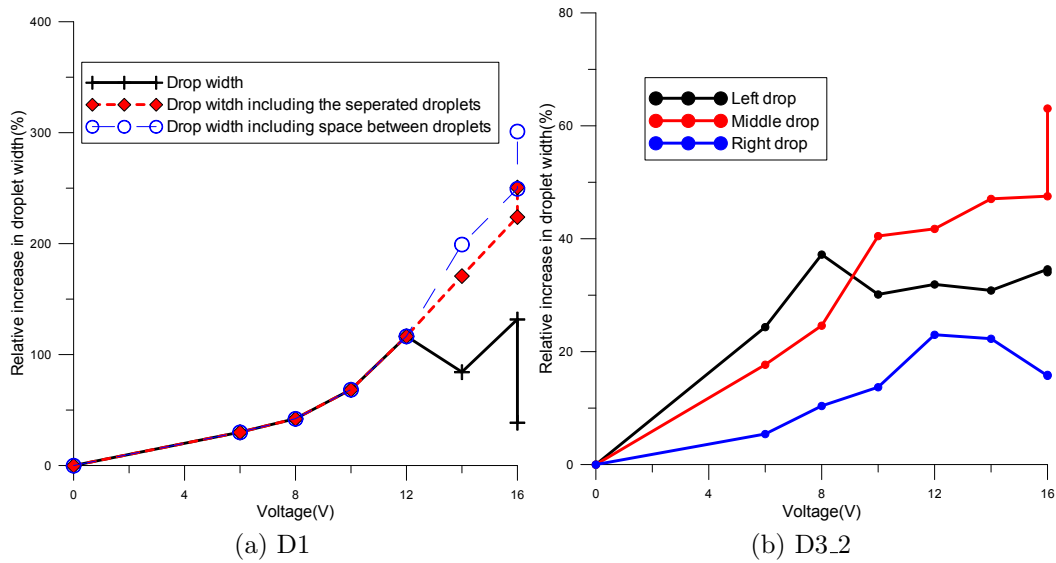 400
300
200
100
0
Relative increase in droplet width(%)
Drop width
Drop witdh including the seperated droplets
Drop width including space between droplets
0 4 8 12 16
Voltage(V)
(a) D1
80
60
40
20
0
Relative increase in droplet width(%)
Left drop
Middle drop
Right drop
0 4 8 12 16
Voltage(V)
(b) D3_2